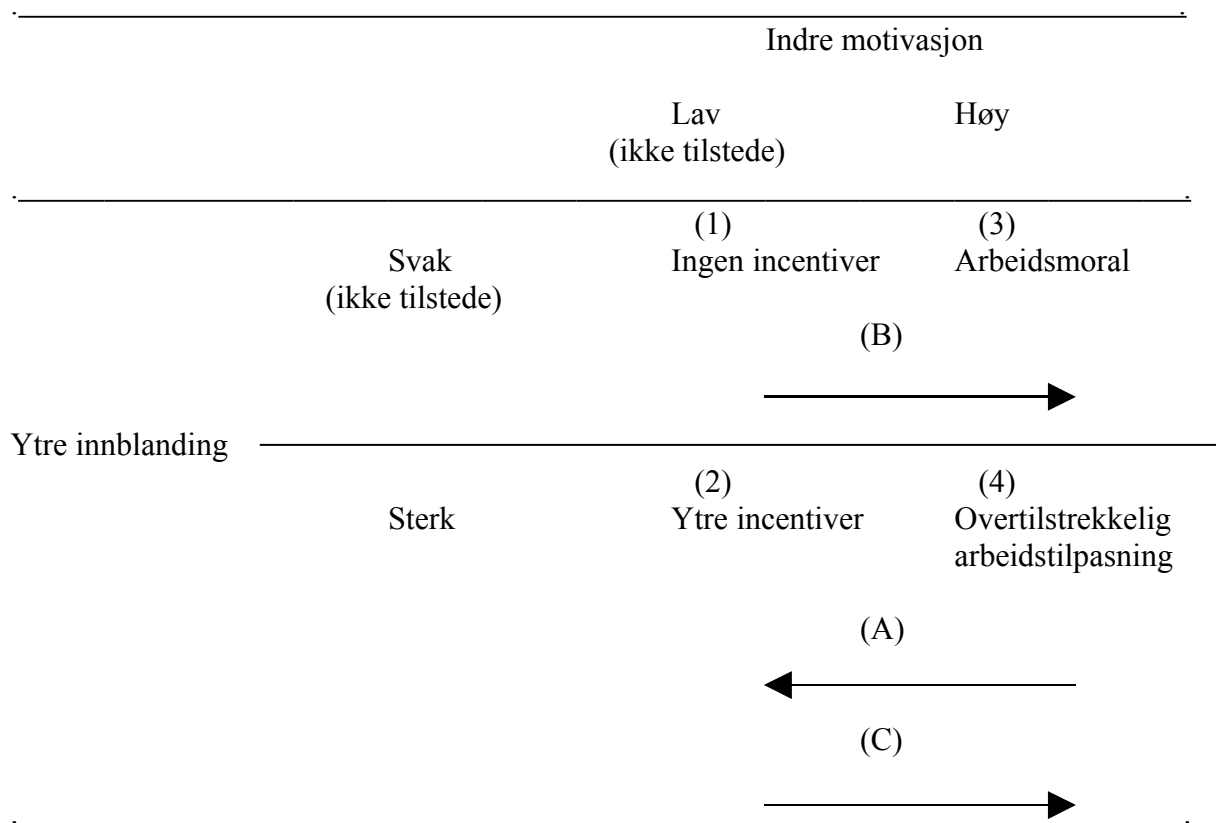 Indre motivasjon
Lav Høy
(ikke tilstede)
(1) (3)
Svak Ingen incentiver Arbeidsmoral
(ikke tilstede)
(B)
Ytre innblanding
(2) (4)
Sterk Ytre incentiver Overtilstrekkelig
arbeidstilpasning
(A)
(C)